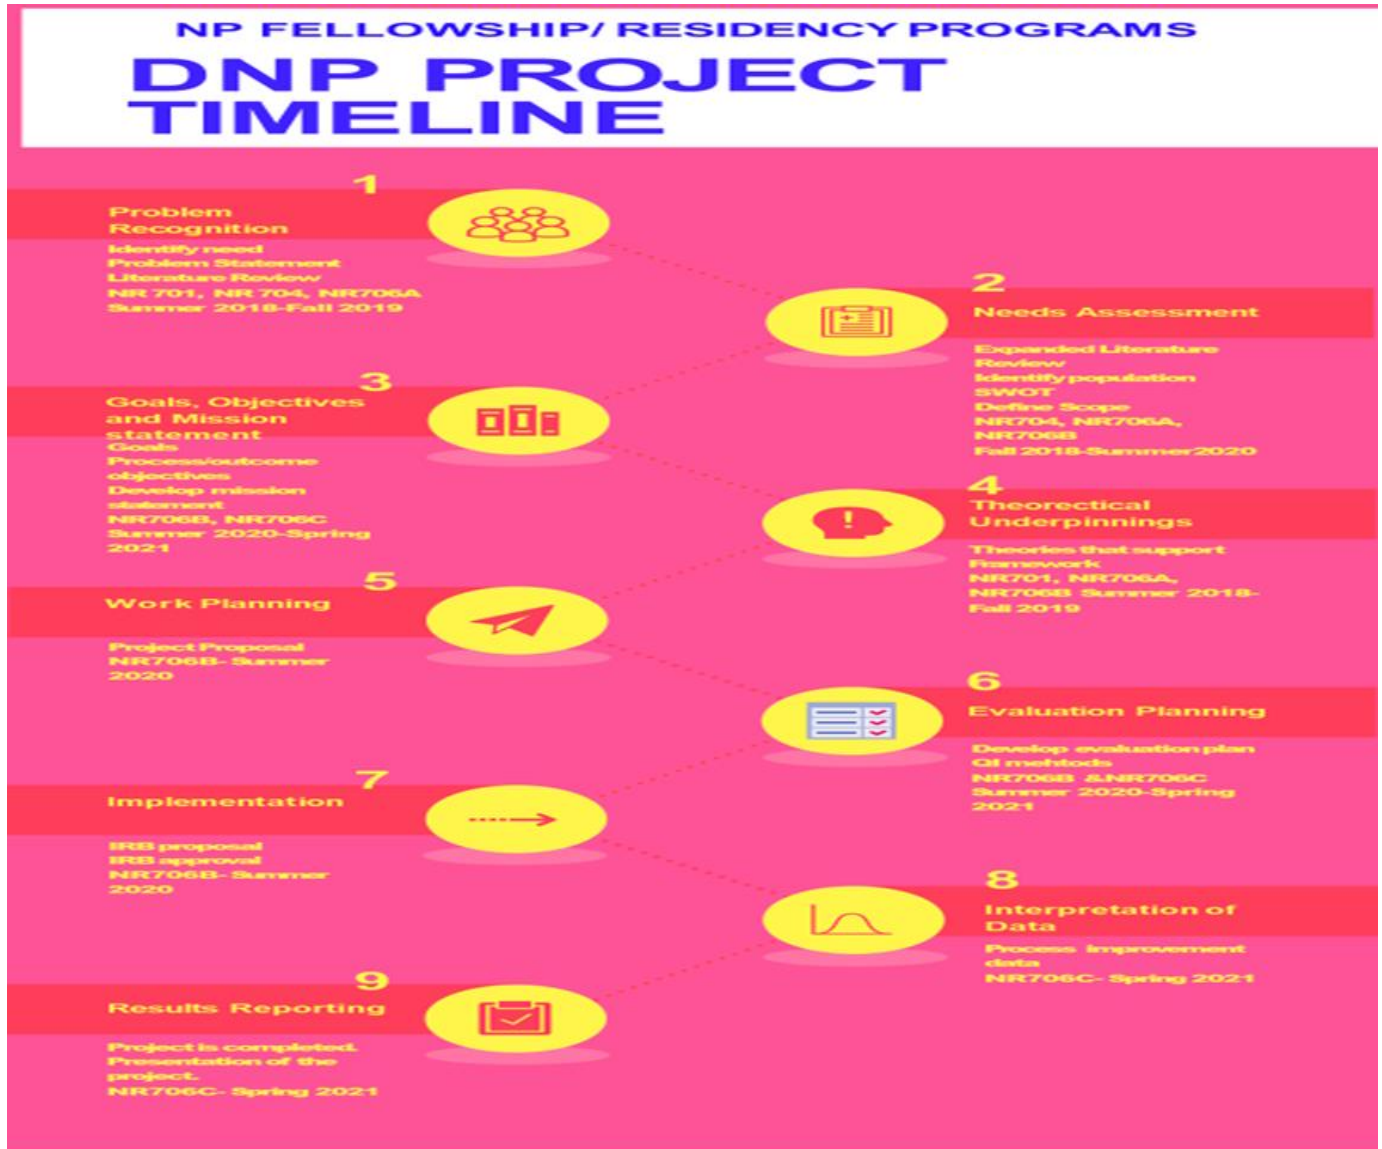 NP FELLOWSHIP/ RESIDENCY PROGRAMS
DNP PROJECT
TIMELINE
1
Problem
Recognition
Identify need
Problem Statement
Literature Review
NR 701, NR 704, NR706A
Summer 2018-Fall 2019
2
Needs Assessment
Expanded Literature
Review
Identify population
SWOT
Define Scope
NR704, NR706A,
NR706B
Fall 2018-Summer2020
3
Goals, Objectives
and Mission
statement
Goals
Process/outcome
objectives
Develop mission
statement
NR706B, NR706C
Summer 2020-Spring
2021
4
Theorectical
Underpinnings
Theories that support
Framework
NR701, NR706A,
NR706B Summer 2018-
Fall 2019
5
Work Planning
Project Proposal
NR706B- Summer
2020
6
Evaluation Planning
Develop evaluation plan
QI mehtods
NR706B &NR706C
Summer 2020-Spring
2021
7
Implementation
IRB proposal
IRB approval
NR706B- Summer
2020
8
Interpretation of
Data
Process improvement
data
NR706C- Spring 2021
9
Results Reporting
Project is completed.
Presentation of the
project.
NR706C- Spring 2021